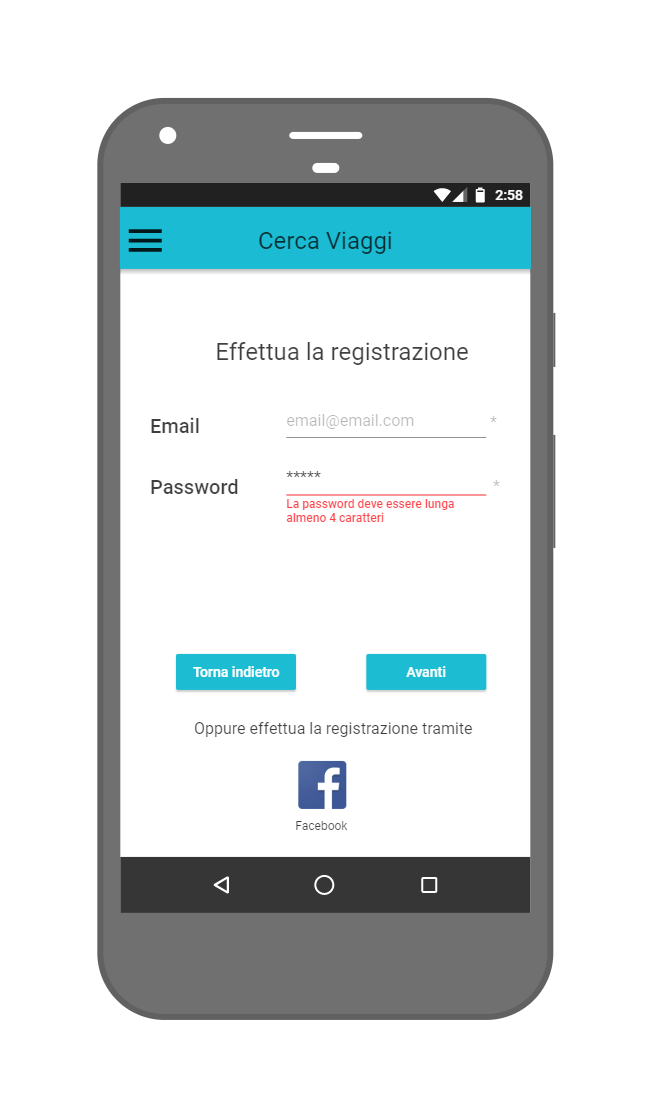 2:58
Cerca Viaggi
Effettua la registrazione
Email
email@email.com *
Password
***** *
La password deve essere lunga
almeno 4 caratteri
Torna indietro
Avanti
Oppure effettua la registrazione tramite
f
Facebook